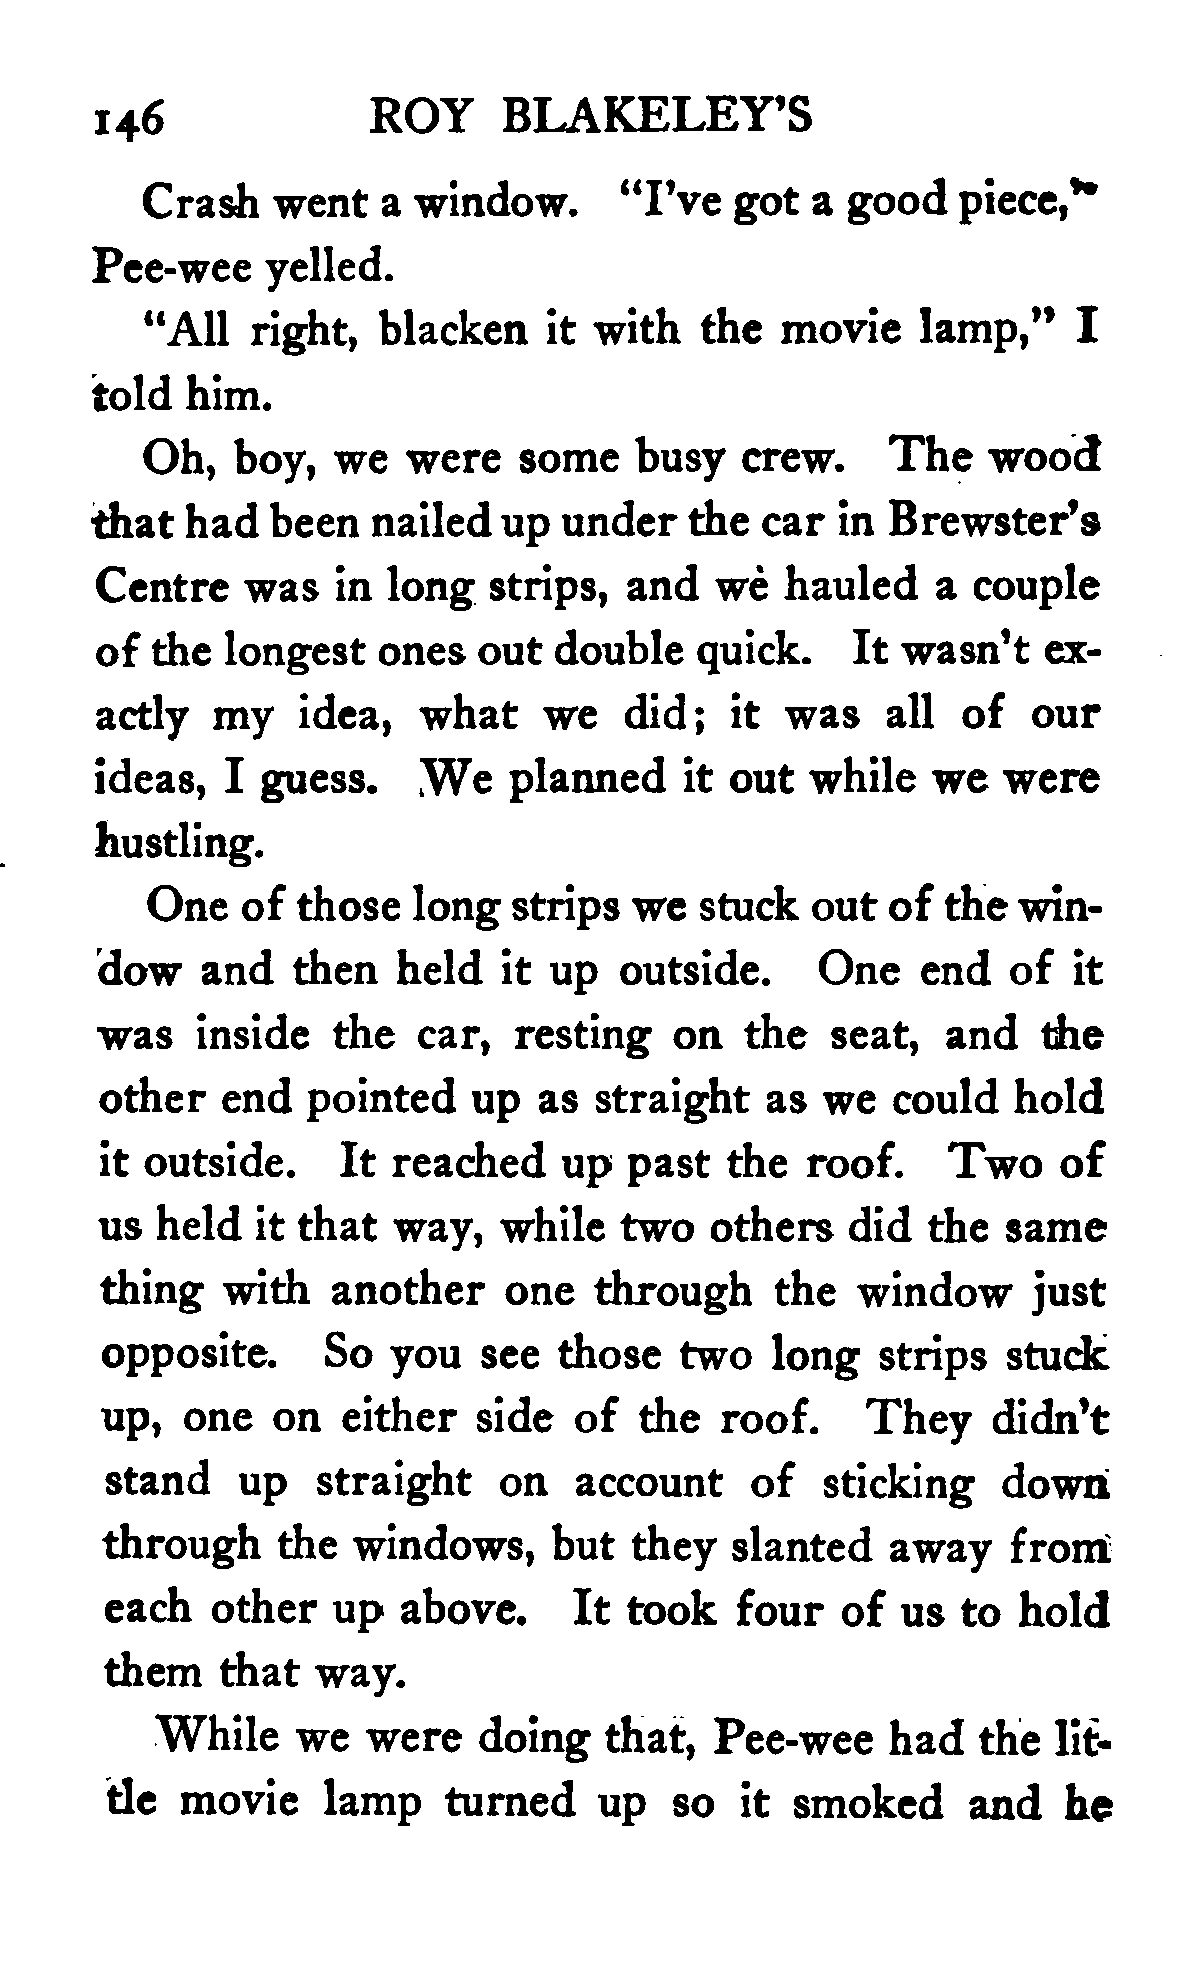 146 ROY BLAKELEY'S
Crash went a window. "I've got a good piece,"
Pee-wee yelled.
"All right, blacken it with the movie lamp," I
told him.
Oh, boy, we were some busy crew. The wood
that had been nailed up under the car in Brewster's
Centre was in long strips, and we hauled a couple
of the longest ones out double quick. It wasn't ex-
actly my idea, what we did; it was all of our
ideas, I guess. We planned it out while we were
hustling.
One of those long strips we stuck out of the win-
dow and then held it up outside. One end of it
was inside the car, resting on the seat, and the
other end pointed up as straight as we could hold
it outside. It reached up past the roof. Two of
us held it that way, while two others did the same
thing with another one through the window just
opposite. So you see those two long strips stuck
up, one on either side of the roof. They didn't
stand up straight on account of sticking down
through the windows, but they slanted away from
each other up above. It took four of us to hold
them that way.
While we were doing that, Pee-wee had the lit-
tle movie lamp turned up so it smoked and he